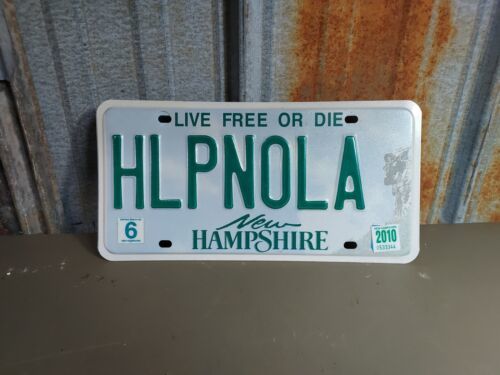 LIVE FREE OR DIE
HLPNOLA
6
New
HAMPSHIRE
2010